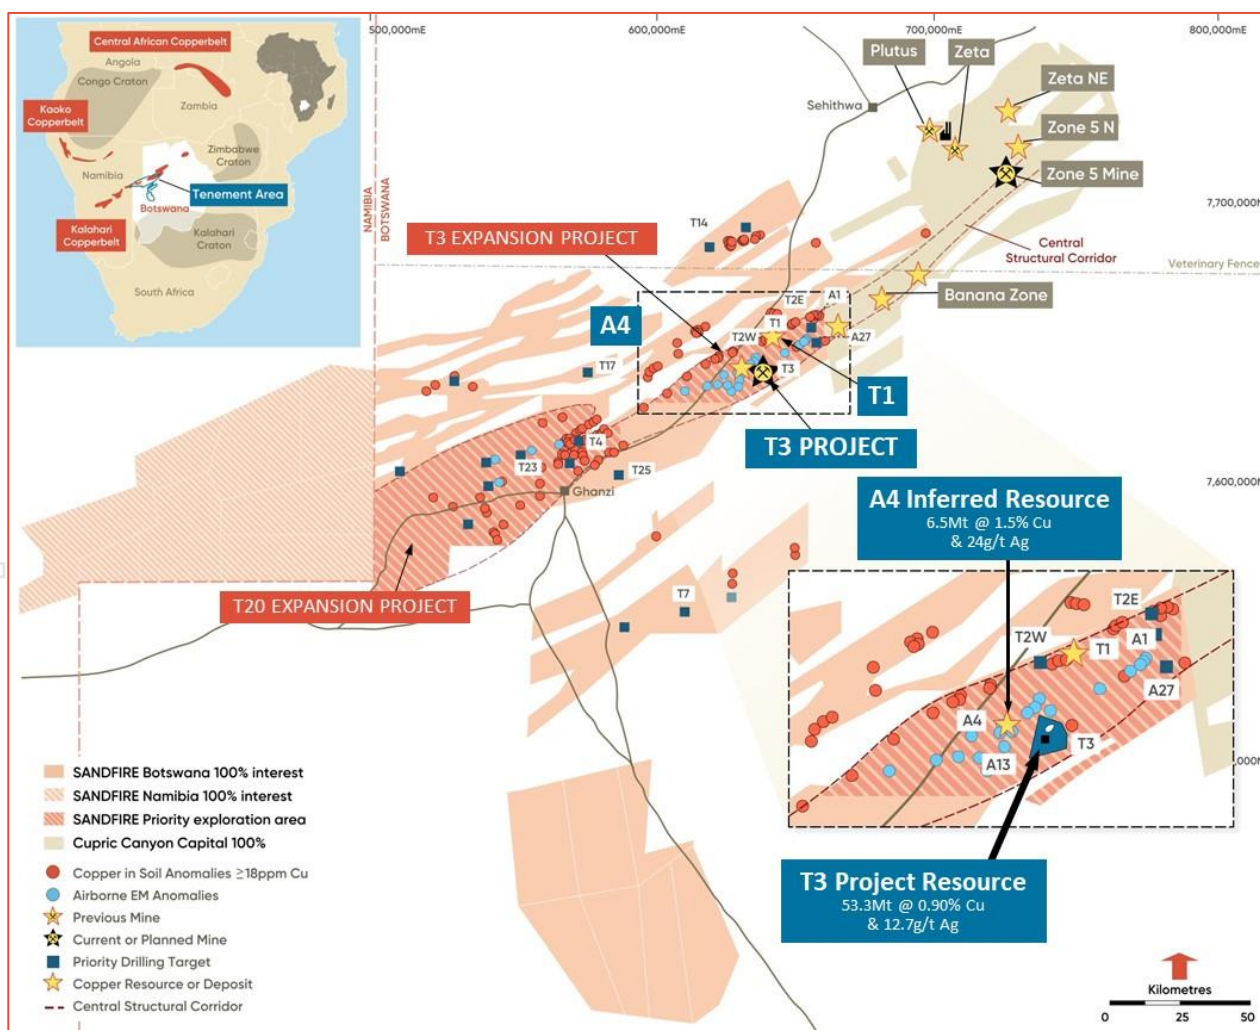 500,000mE
600,000mE
700,000mE
800,000mE
Central African Copperbelt
Angola
Congo Craton
Kaoko
Copperbelt
Zambia
Zimbabwe
Craton
Namibia
Tenement Area
Botswana
Kalahari
Copperbelt
Kalahari
Craton
South Africa
NAMIBIA
BOTSWANA
Plutus
Zeta
Sehithwa
Zeta NE
Zone 5 N
Zone 5 Mine
7,700,000m
T14
T3 EXPANSION PROJECT
Central
Structural Corridor
Veterinary Fence
Banana Zone
A4
T2E
A1
T1
T2W
A27
T3
T17
T1
T3 PROJECT
T4
T23
T25
Ghanzi
7,600,000m
A4 Inferred Resource
6.5Mt @ 1.5% Cu
& 24g/t Ag
T20 EXPANSION PROJECT
T7
T2E
T2W
T1
A1
A27
A4
T3
A13
T3 Project Resource
53.3Mt @ 0.90% Cu
& 12.7g/t Ag
SANDFIRE Botswana 100% interest
SANDFIRE Namibia 100% interest
SANDFIRE Priority exploration area
Cupric Canyon Capital 100%
Copper in Soil Anomalies ≥18ppm Cu
Airborne EM Anomalies
Previous Mine
Current or Planned Mine
Priority Drilling Target
Copper Resource or Deposit
Central Structural Corridor
Kilometres
0 25 50